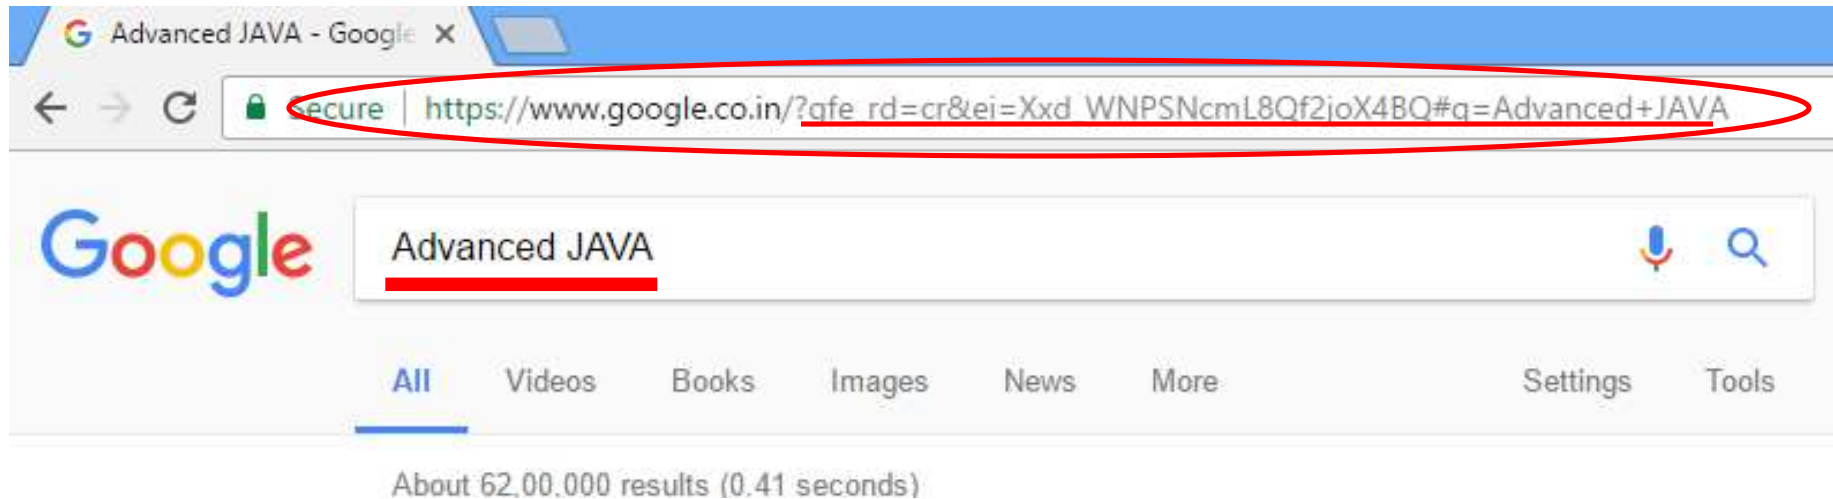 Advanced JAVA - Google
Secure | https://www.google.co.in/?gfe_rd=cr&ei=Xxd_WNPSNcmL8Qf2joX4BQ#q=Advanced+JAVA
Google Advanced JAVA
All Videos Books Images News More Settings Tools
About 62,00,000 results (0.41 seconds)